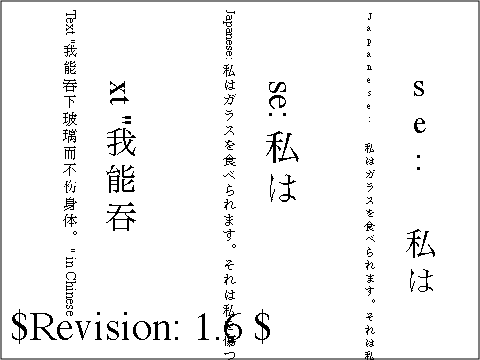 Text "我能吞下玻璃而不伤身体。" in Chinese
xt "我能吞
Japanese: 私はガラスを食べられます。それは私を傷つ
se: 私は
Japanese: 私はガラスを食べられます。それは私
se: 私は
$Revision: 1.6 $